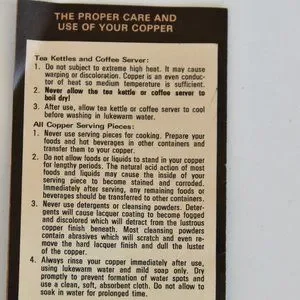 THE PROPER CARE AND
USE OF YOUR COPPER
Tea Kettles and Coffee Server:
1. Do not subject to extreme high heat. It may cause
warping or discoloration. Copper is an even conduc-
tor of heat so medium temperature is sufficient.
2. Never allow the tea kettle or coffee server to
boil dry!
3. After use, allow tea kettle or coffee server to cool
before washing in lukewarm water.
All Copper Serving Pieces:
1. Never use serving pieces for cooking. Prepare your
foods and hot beverages in other containers and
transfer them to your copper.
2. Do not allow foods or liquids to stand in your copper
for lengthy periods. The natural acid action of most
foods and liquids may cause the inside of your
serving piece to become stained and corroded.
Immediately after serving, any remaining foods or
beverages should be transferred to other containers.
3. Never use detergents or cleansing powders. Deter-
gents will cause lacquer coating to become fogged
and discolored which will detract from the lustrous
copper finish beneath. Most cleansing powders
contain abrasives which will scratch and even re-
move the hard lacquer finish and dull the luster
of the copper.
4. Always rinse your copper immediately after use,
using lukewarm water and mild soap only. Dry
promptly to prevent formation of water spots and
use a clean, soft, absorbent cloth. Do not allow to
soak in water for prolonged time.